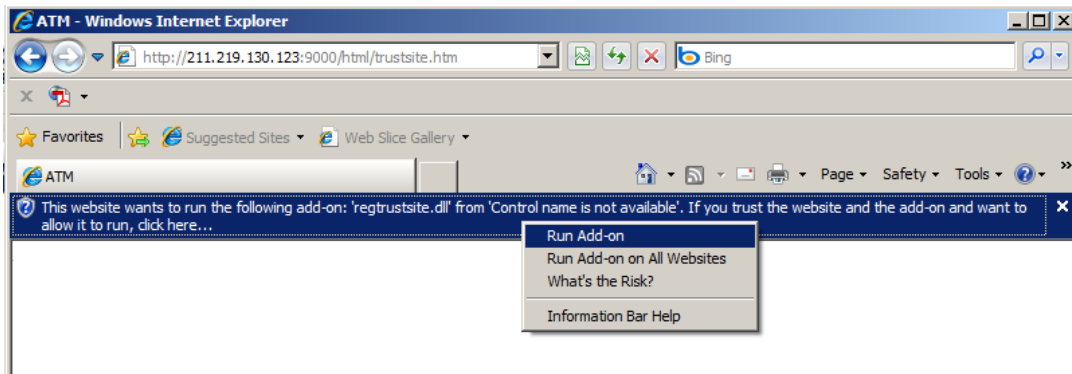 ATM - Windows Internet Explorer
http://211.219.130.123:9000/html/trustsite.htm
Bing
Favorites
Suggested Sites
Web Slice Gallery
ATM
Page
Safety
Tools
This website wants to run the following add-on: 'regtrustsite.dll' from 'Control name is not available'. If you trust the website and the add-on and want to
allow it to run, click here...
Run Add-on
Run Add-on on All Websites
What's the Risk?
Information Bar Help